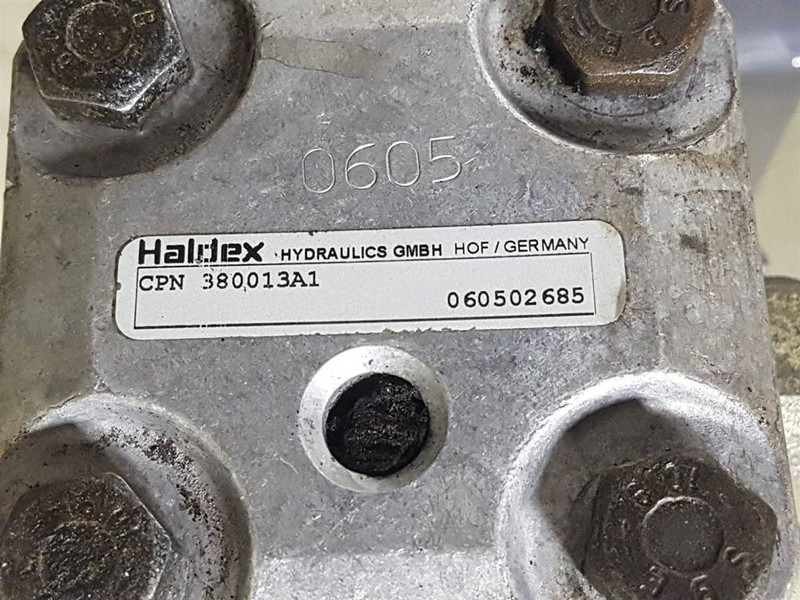 0605
Haldex HYDRAULICS GMBH HOF / GERMANY
CPN 380013A1
060502685